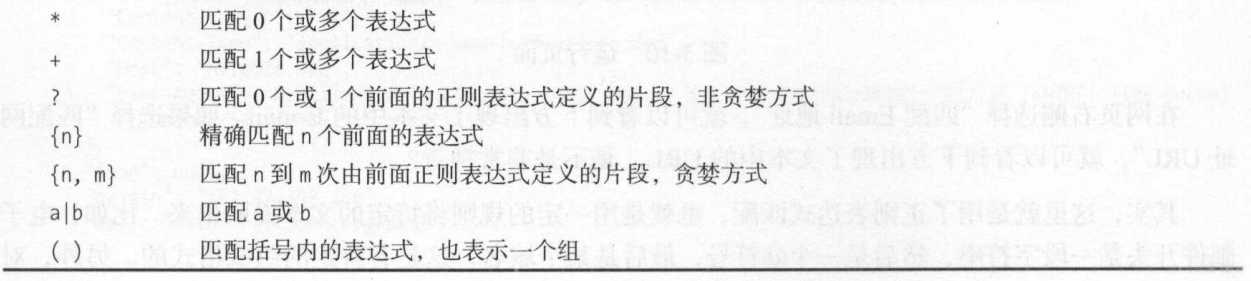 * 匹配 0 个或多个表达式
+ 匹配 1 个或多个表达式
? 匹配 0 个或 1 个前面的正则表达式定义的片段，非贪婪方式
{n} 精确匹配 n 个前面的表达式
{n, m} 匹配 n 到 m 次由前面正则表达式定义的片段，贪婪方式
a|b 匹配 a 或 b
( ) 匹配括号内的表达式，也表示一个组